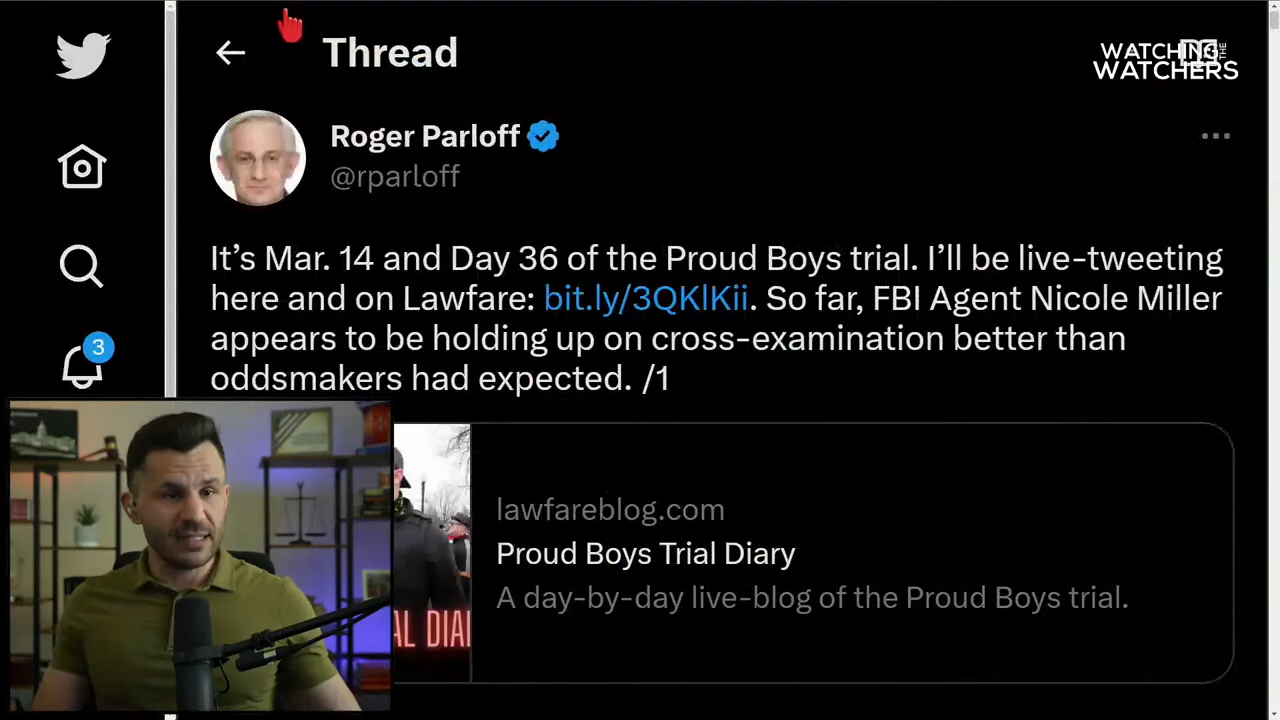 Thread
WATCHING THE
WATCHERS
Roger Parloff
@rparloff
It’s Mar. 14 and Day 36 of the Proud Boys trial. I’ll be live-tweeting
here and on Lawfare: bit.ly/3QKlKii. So far, FBI Agent Nicole Miller
appears to be holding up on cross-examination better than
oddsmakers had expected. /1
3
lawfareblog.com
Proud Boys Trial Diary
A day-by-day live-blog of the Proud Boys trial.